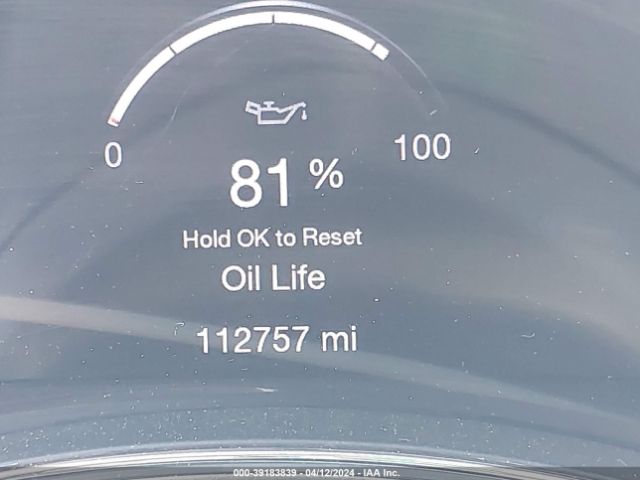 0
100
81 %
Hold OK to Reset
Oil Life
112757 mi
000-39183839 - 04/12/2024 - IAA Inc.